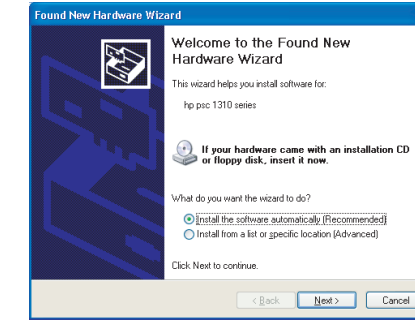 Found New Hardware Wizard
Welcome to the Found New
Hardware Wizard
This wizard helps you install software for:
hp psc 1310 series
If your hardware came with an installation CD
or floppy disk, insert it now.
What do you want the wizard to do?
Install the software automatically (Recommended)
Install from a list or specific location (Advanced)
Click Next to continue.
< Back Next > Cancel